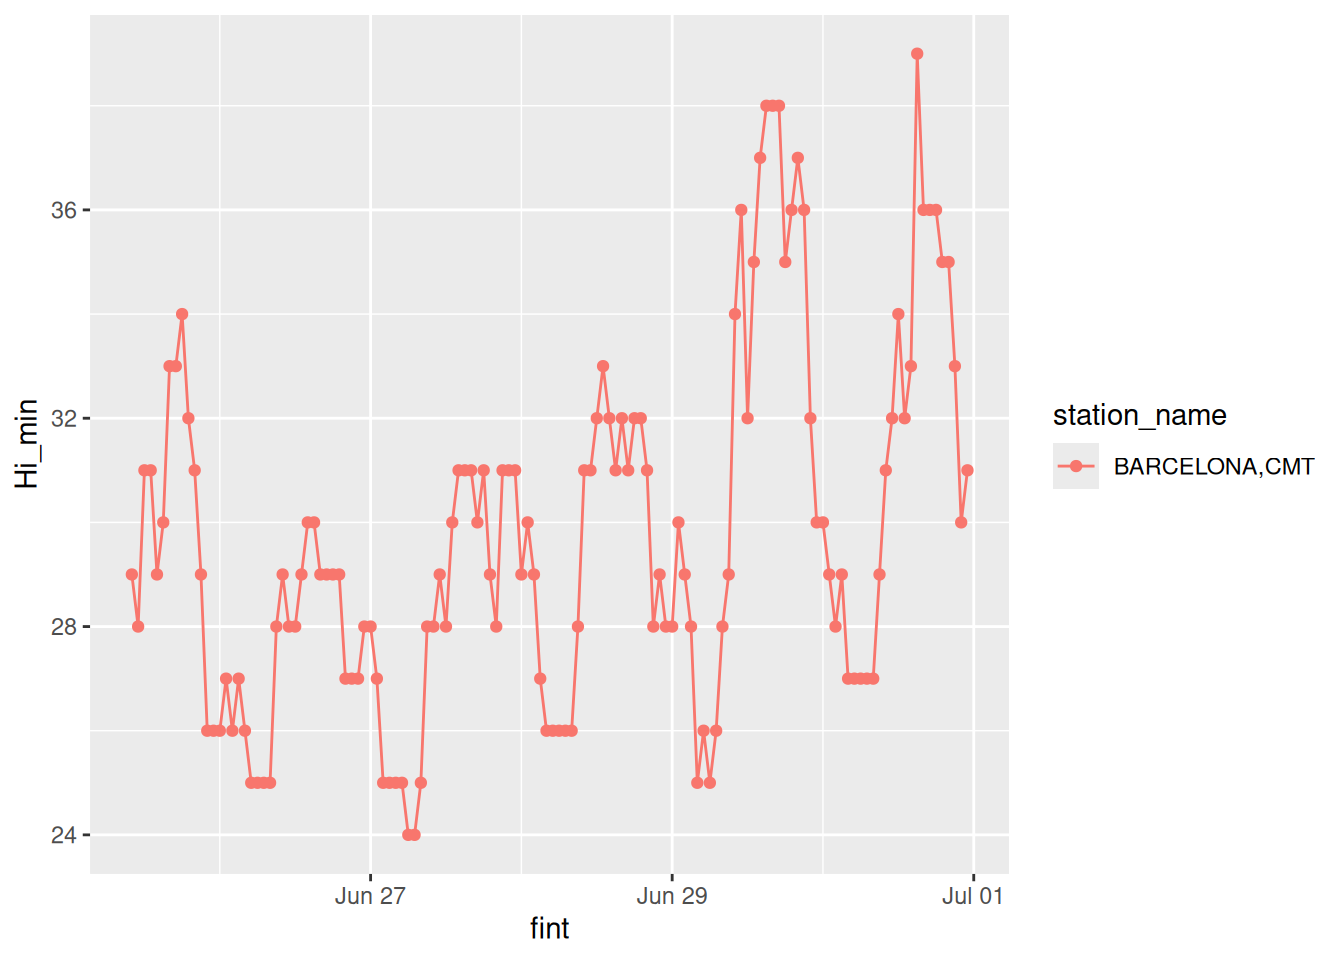 Hi_min
36
32
28
24
Jun 27
Jun 29
Jul 01
fint
station_name
BARCELONA,CMT